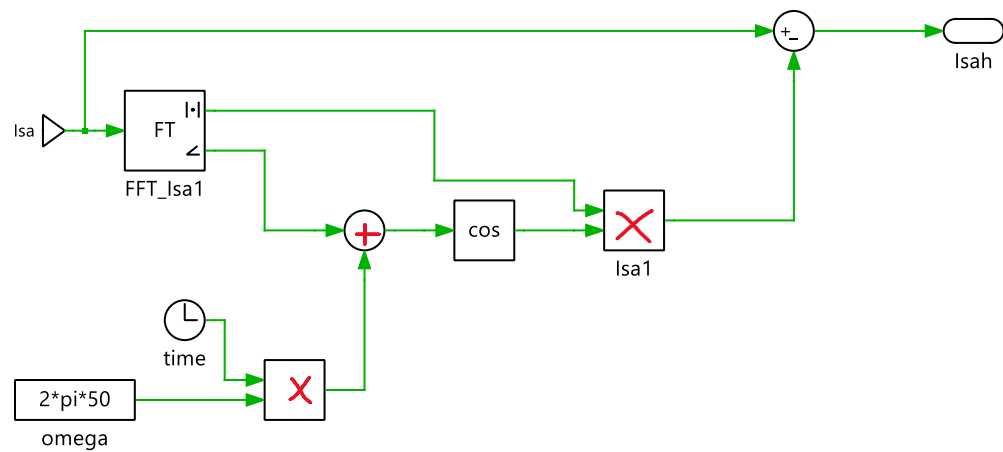 +
−
Isah
Isa
FT
|•|
∠
FFT_Isa1
+
cos
×
Isa1
time
×
2*pi*50
omega